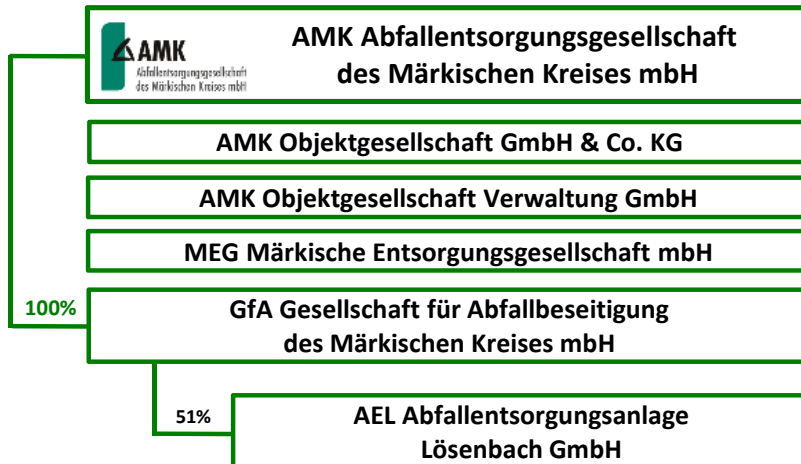 AMK
Abfallentsorgungsgesellschaft
des Märkischen Kreises mbH
AMK Abfallentsorgungsgesellschaft
des Märkischen Kreises mbH
AMK Objektgesellschaft GmbH & Co. KG
AMK Objektgesellschaft Verwaltung GmbH
MEG Märkische Entsorgungsgesellschaft mbH
100%
GfA Gesellschaft für Abfallbeseitigung
des Märkischen Kreises mbH
51%
AEL Abfallentsorgungsanlage
Lösenbach GmbH